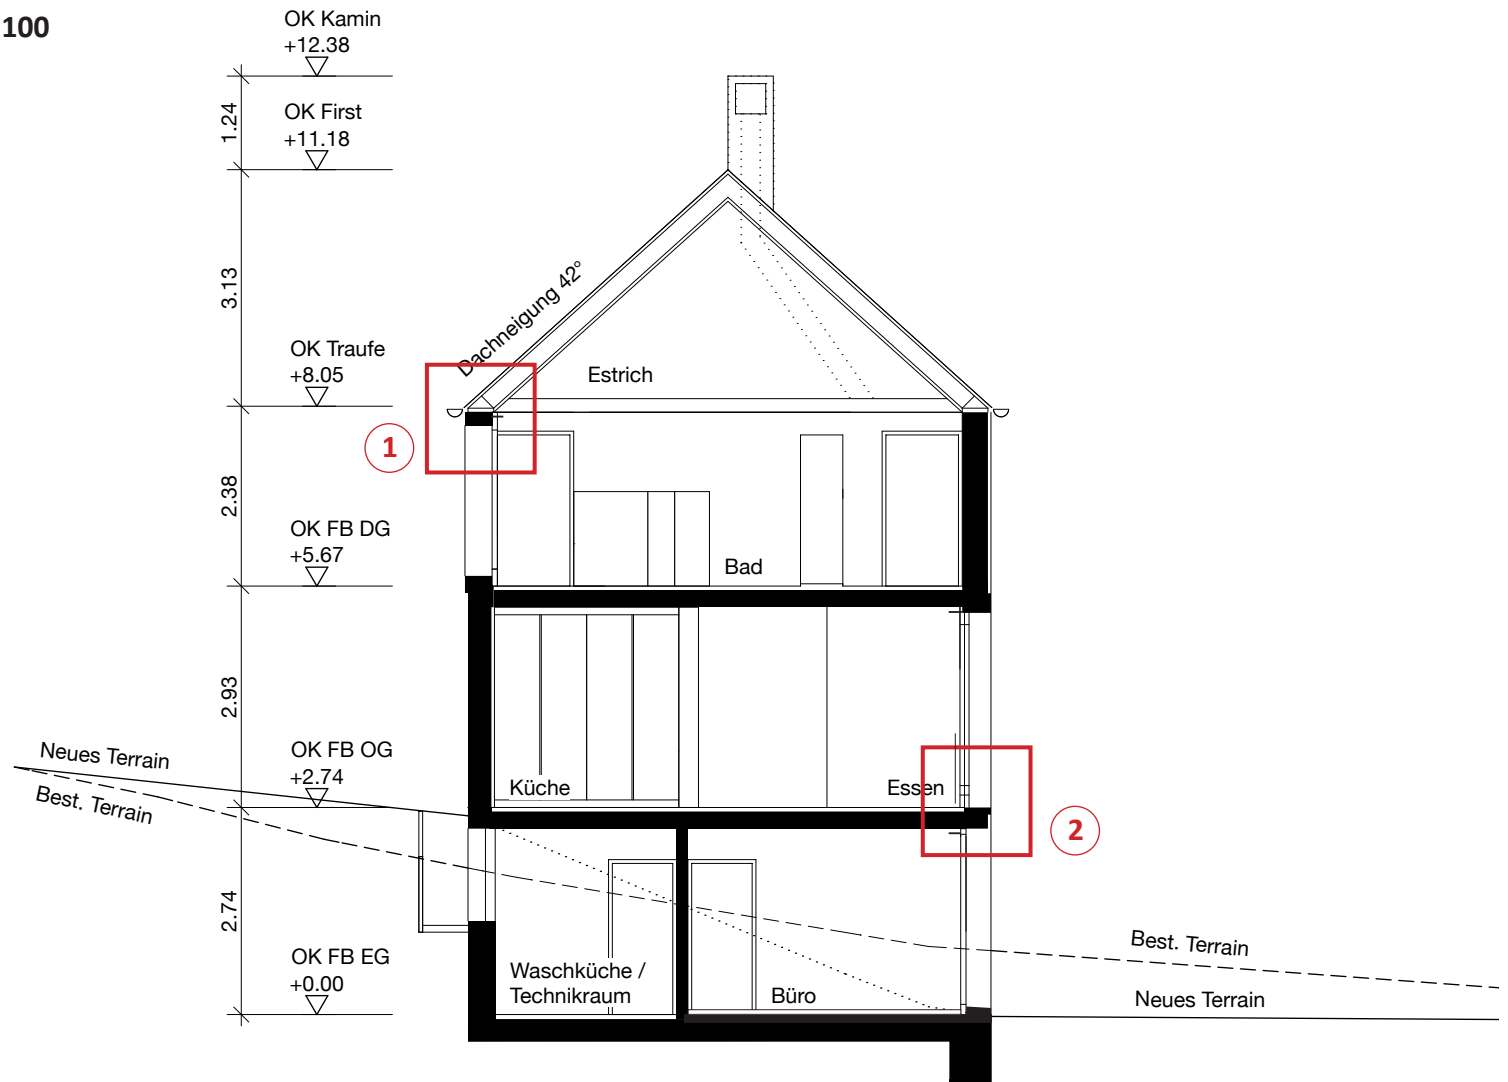 100
OK Kamin
+12.38
1.24
OK First
+11.18
3.13
Dachneigung 42°
OK Traufe
+8.05
Estrich
1
2.38
OK FB DG
+5.67
Bad
2.93
Neues Terrain
OK FB OG
+2.74
Best. Terrain
Küche
Essen
2
2.74
OK FB EG
+0.00
Waschküche /
Technikraum
Büro
Best. Terrain
Neues Terrain